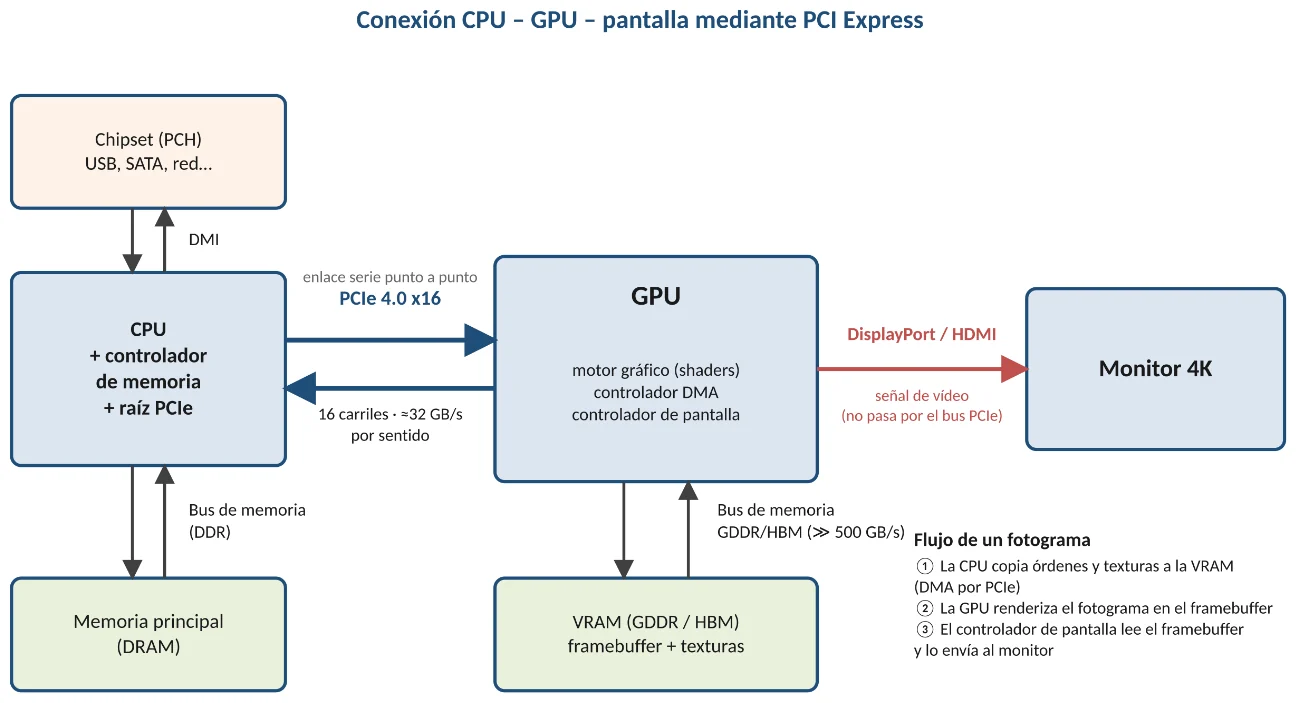 Conexión CPU – GPU – pantalla mediante PCI Express
Chipset (PCH)
USB, SATA, red...
DMI
CPU
+ controlador
de memoria
+ raíz PCIe
enlace serie punto a punto
PCIe 4.0 x16
16 carriles · ≈32 GB/s
por sentido
GPU
motor gráfico (shaders)
controlador DMA
controlador de pantalla
DisplayPort / HDMI
señal de vídeo
(no pasa por el bus PCIe)
Monitor 4K
Bus de memoria
(DDR)
Bus de memoria
GDDR/HBM (≫ 500 GB/s)
Memoria principal
(DRAM)
VRAM (GDDR / HBM)
framebuffer + texturas
Flujo de un fotograma
① La CPU copia órdenes y texturas a la VRAM
(DMA por PCIe)
② La GPU renderiza el fotograma en el framebuffer
③ El controlador de pantalla lee el framebuffer
y lo envía al monitor